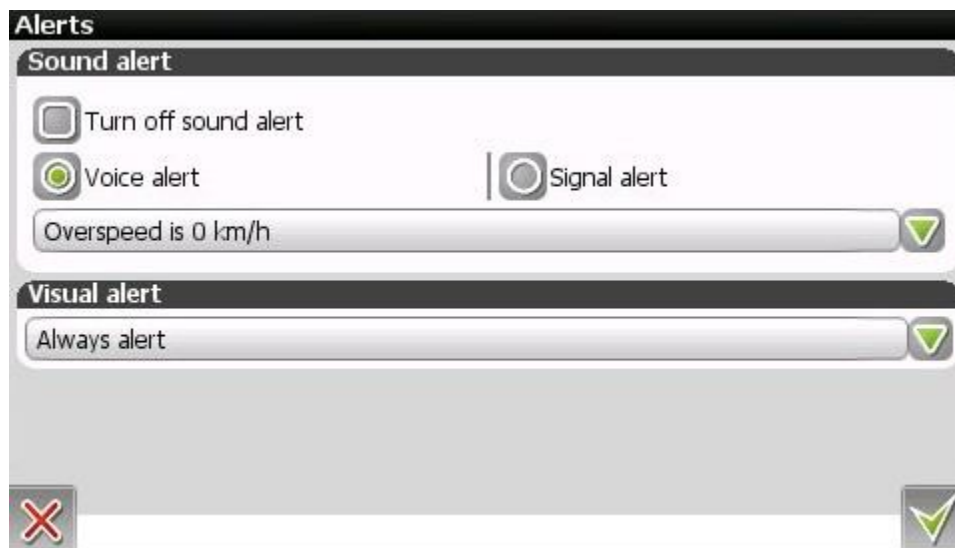 Alerts
Sound alert
Turn off sound alert
Voice alert
Signal alert
Overspeed is 0 km/h
Visual alert
Always alert